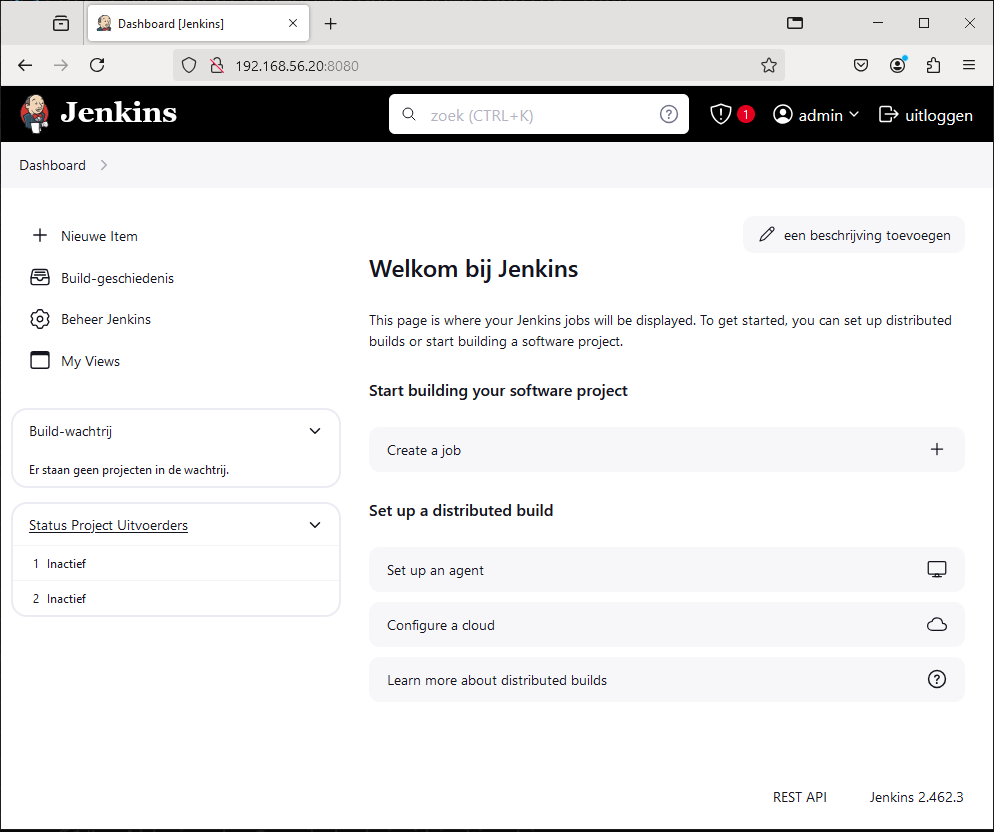 Dashboard [Jenkins]
192.168.56.20:8080
Jenkins
zoek (CTRL+K)
1
admin
uitloggen
Dashboard
Nieuwe Item
Build-geschiedenis
Beheer Jenkins
My Views
Build-wachtrij
Er staan geen projecten in de wachtrij.
Status Project Uitvoerders
1 Inactief
2 Inactief
een beschrijving toevoegen
Welkom bij Jenkins
This page is where your Jenkins jobs will be displayed. To get started, you can set up distributed
builds or start building a software project.
Start building your software project
Create a job
Set up a distributed build
Set up an agent
Configure a cloud
Learn more about distributed builds
REST API
Jenkins 2.462.3